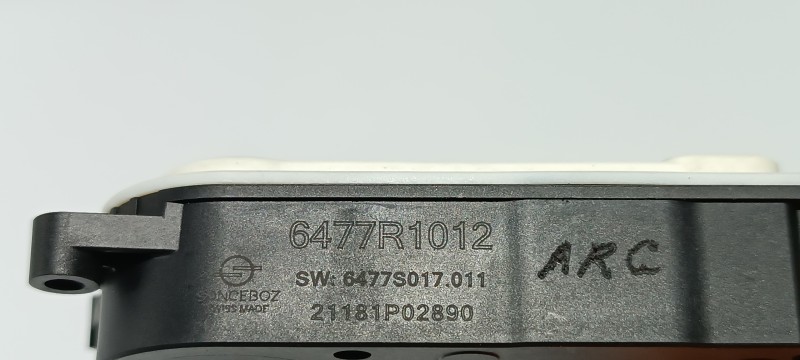 6477R1012
ARC
SW: 6477S017.011
SONCEBOZ
SWISS MADE
21181P02890